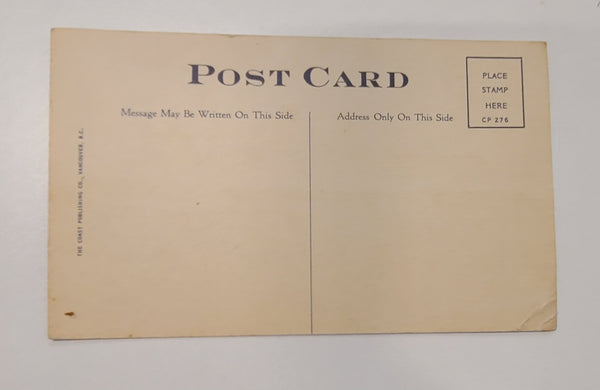 POST CARD
PLACE
STAMP
HERE
CP 276
Message May Be Written On This Side
Address Only On This Side
THE COAST PUBLISHING CO., VANCOUVER, B.C.